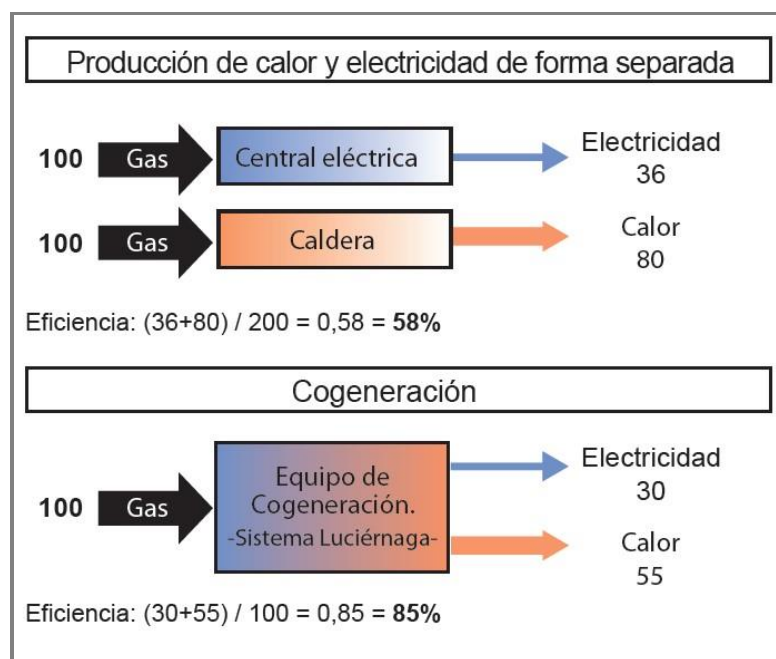 Producción de calor y electricidad de forma separada
100 Gas Central eléctrica Electricidad
36
100 Gas Caldera Calor
80
Eficiencia: (36+80) / 200 = 0,58 = 58%
Cogeneración
100 Gas
Equipo de
Cogeneración.
-Sistema Luciérnaga-
Electricidad
30
Calor
55
Eficiencia: (30+55) / 100 = 0,85 = 85%